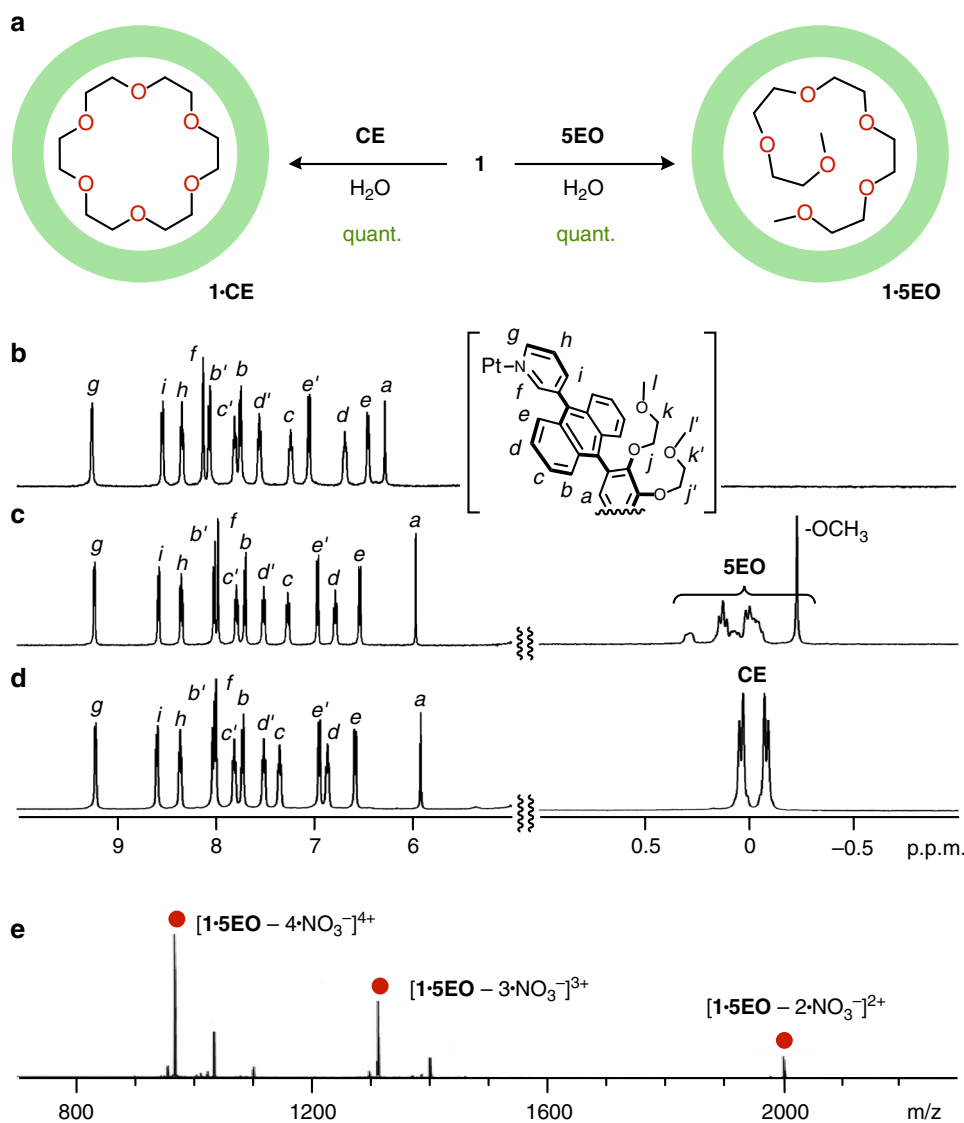 a
O O O O O O
CE
H2O
quant.
1
5EO
H2O
quant.
O O O O O O
1•CE
1•5EO
b
g i h f b' c' b d' c e' d e a
g h Pt N i f e d c b a l k O l' k' O j O O j'
c
g i h b' f c' b d' c e' d e a
5EO
-OCH3
d
g i h b' f c' b d' c e' d e a
CE
9 8 7 6 0.5 0 –0.5 p.p.m.
e
[1•5EO – 4•NO3–]4+
[1•5EO – 3•NO3–]3+
[1•5EO – 2•NO3–]2+
800 1200 1600 2000 m/z